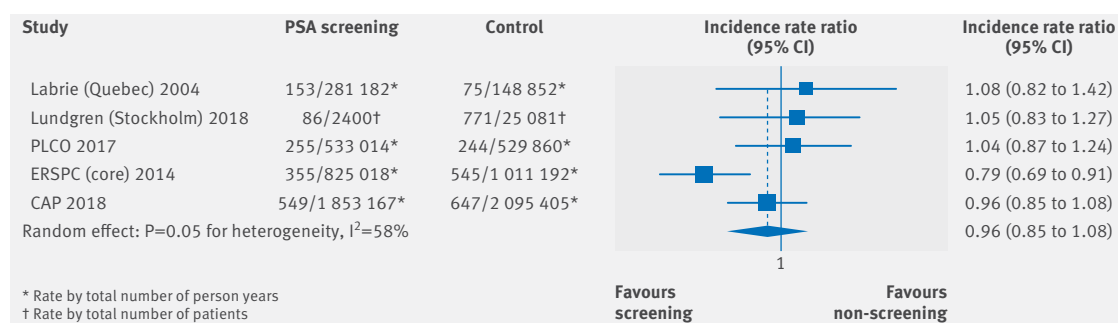 Study PSA screening Control Incidence rate ratio (95% CI) Incidence rate ratio (95% CI)
Labrie (Quebec) 2004 153/281 182* 75/148 852* 1.08 (0.82 to 1.42)
Lundgren (Stockholm) 2018 86/2400† 771/25 081† 1.05 (0.83 to 1.27)
PLCO 2017 255/533 014* 244/529 860* 1.04 (0.87 to 1.24)
ERSPC (core) 2014 355/825 018* 545/1 011 192* 0.79 (0.69 to 0.91)
CAP 2018 549/1 853 167* 647/2 095 405* 0.96 (0.85 to 1.08)
Random effect: P=0.05 for heterogeneity, I²=58% 0.96 (0.85 to 1.08)
1
* Rate by total number of person years
† Rate by total number of patients
Favours screening
Favours non-screening